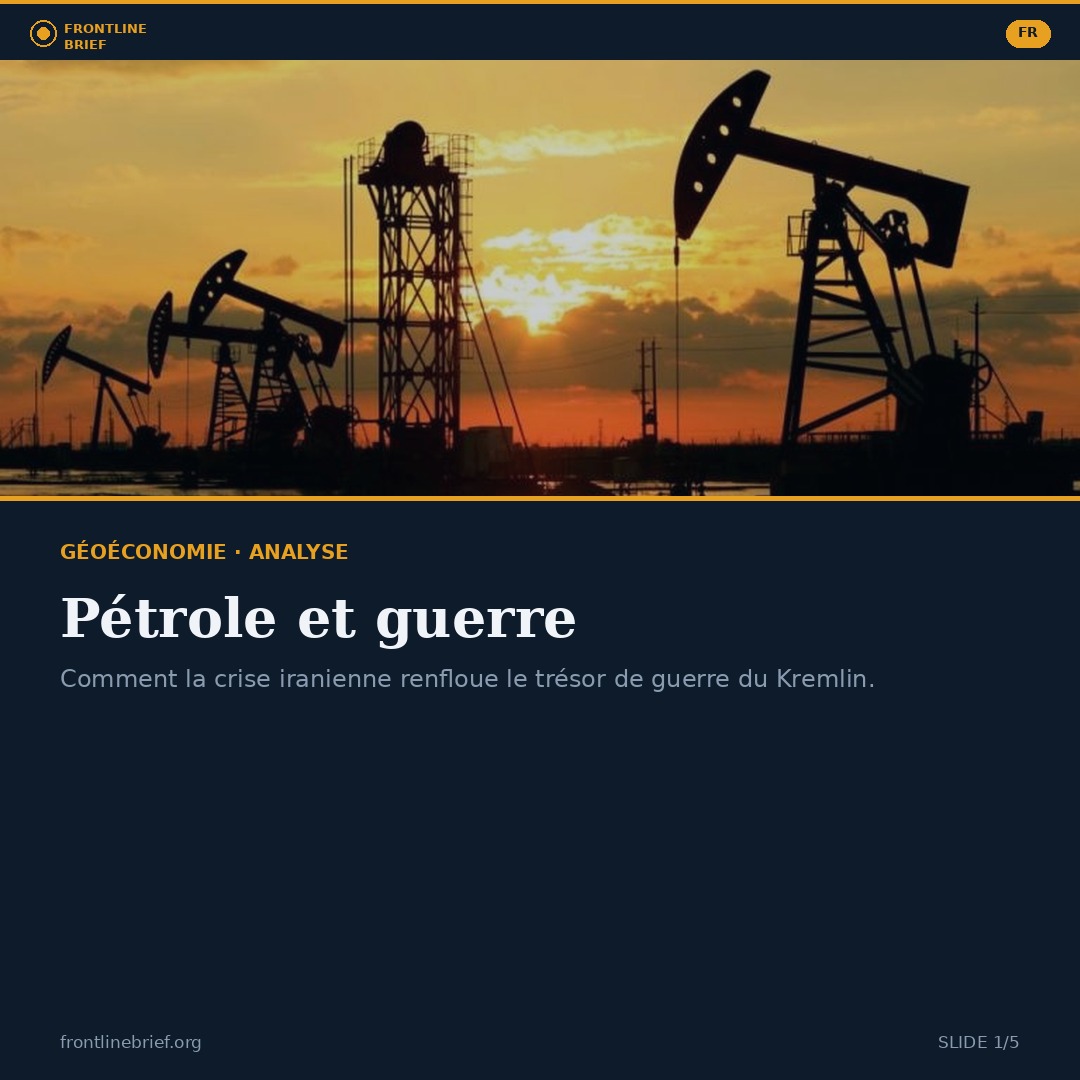 FRONTLINE
BRIEF
FR
GÉOÉCONOMIE · ANALYSE
Pétrole et guerre
Comment la crise iranienne renfloue le trésor de guerre du Kremlin.
frontlinebrief.org
SLIDE 1/5